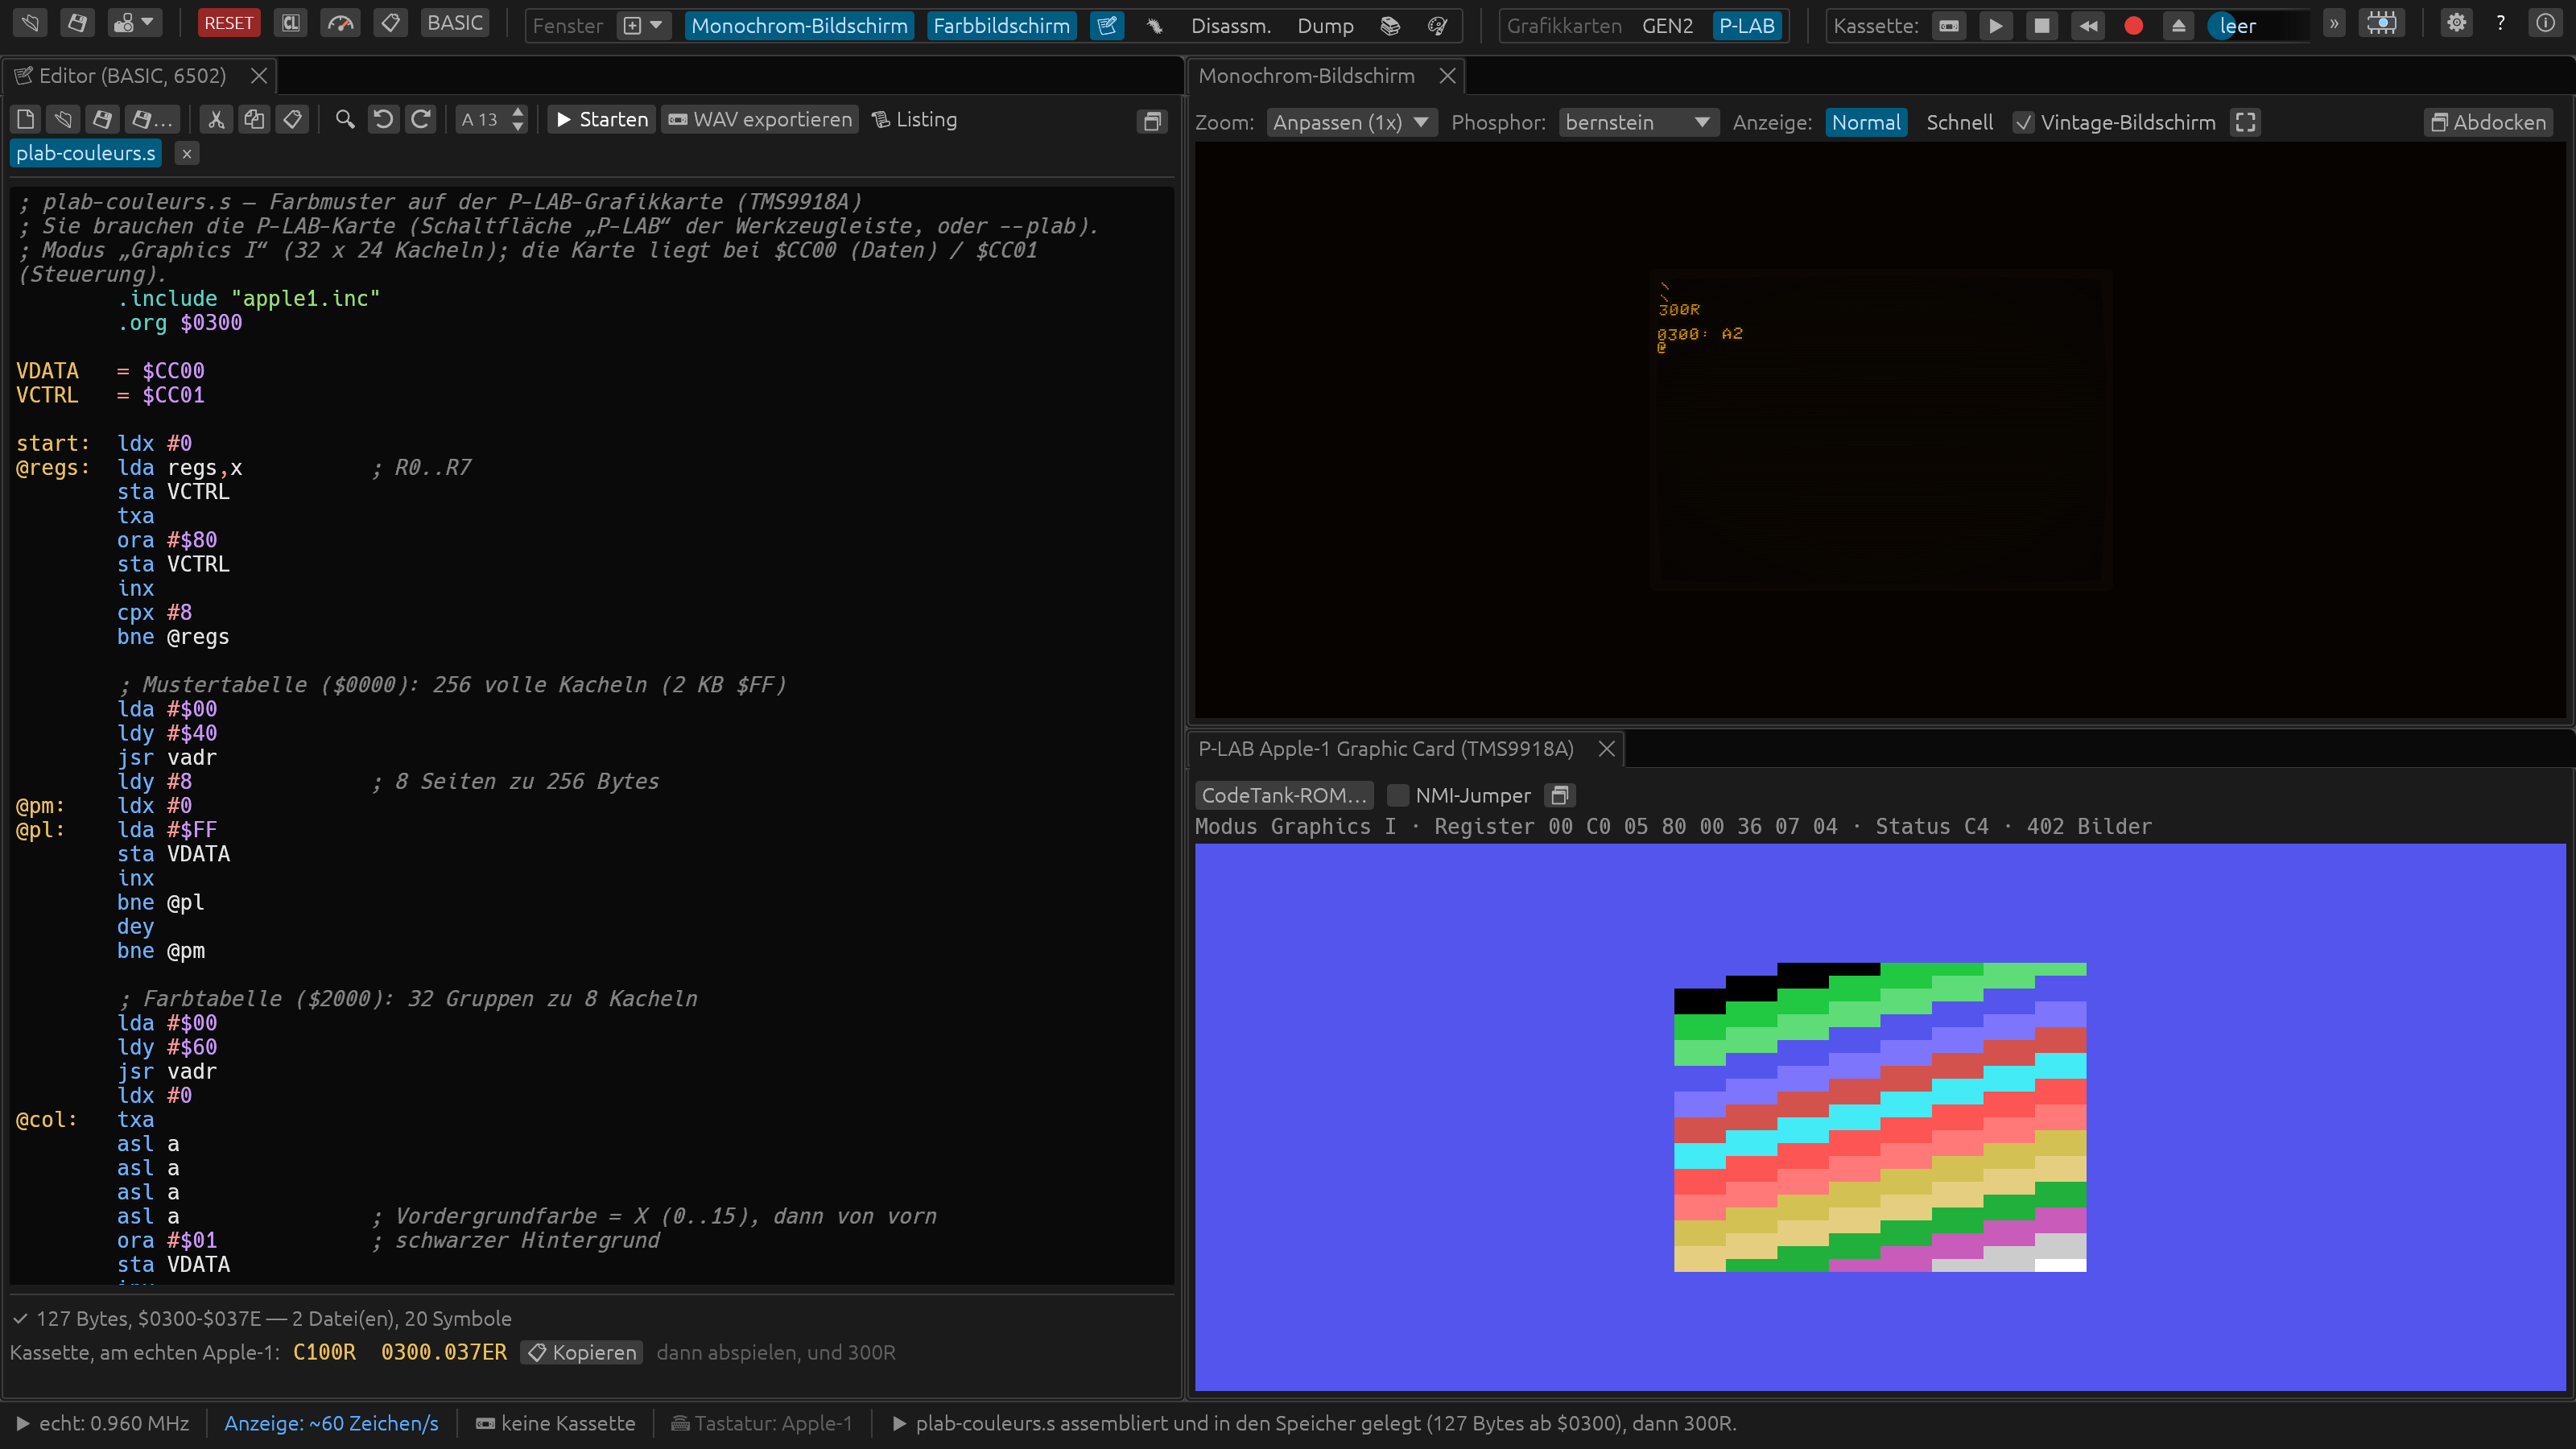 RESET BASIC Fenster Monochrom-Bildschirm Farbbildschirm Disassm. Dump Grafikkarten GEN2 P-LAB Kassette: leer » ?
Editor (BASIC, 6502)
A 13 Starten WAV exportieren Listing
plab-couleurs.s
; plab-couleurs.s — Farbmuster auf der P-LAB-Grafikkarte (TMS9918A)
; Sie brauchen die P-LAB-Karte (Schaltfläche „P-LAB“ der Werkzeugleiste, oder --plab).
; Modus „Graphics I“ (32 x 24 Kacheln); die Karte liegt bei $CC00 (Daten) / $CC01
(Steuerung).
.include "apple1.inc"
.org $0300
VDATA = $CC00
VCTRL = $CC01
start: ldx #0
@regs: lda regs,x ; R0..R7
sta VCTRL
txa
ora #$80
sta VCTRL
inx
cpx #8
bne @regs
; Mustertabelle ($0000): 256 volle Kacheln (2 KB $FF)
lda #$00
ldy #$40
jsr vadr
ldy #8 ; 8 Seiten zu 256 Bytes
@pm: ldx #0
@pl: lda #$FF
sta VDATA
inx
bne @pl
dey
bne @pm
; Farbtabelle ($2000): 32 Gruppen zu 8 Kacheln
lda #$00
ldy #$60
jsr vadr
ldx #0
@col: txa
asl a
asl a
asl a
asl a ; Vordergrundfarbe = X (0..15), dann von vorn
ora #$01 ; schwarzer Hintergrund
sta VDATA
✓ 127 Bytes, $0300-$037E — 2 Datei(en), 20 Symbole
Kassette, am echten Apple-1: C100R 0300.037ER Kopieren dann abspielen, und 300R
Monochrom-Bildschirm
Zoom: Anpassen (1x) Phosphor: bernstein Anzeige: Normal Schnell Vintage-Bildschirm Abdocken
\
\
300R
0300: A2
@
P-LAB Apple-1 Graphic Card (TMS9918A)
CodeTank-ROM... NMI-Jumper
Modus Graphics I · Register 00 C0 05 80 00 36 07 04 · Status C4 · 402 Bilder
echt: 0.960 MHz Anzeige: ~60 Zeichen/s keine Kassette Tastatur: Apple-1 plab-couleurs.s assembliert und in den Speicher gelegt (127 Bytes ab $0300), dann 300R.